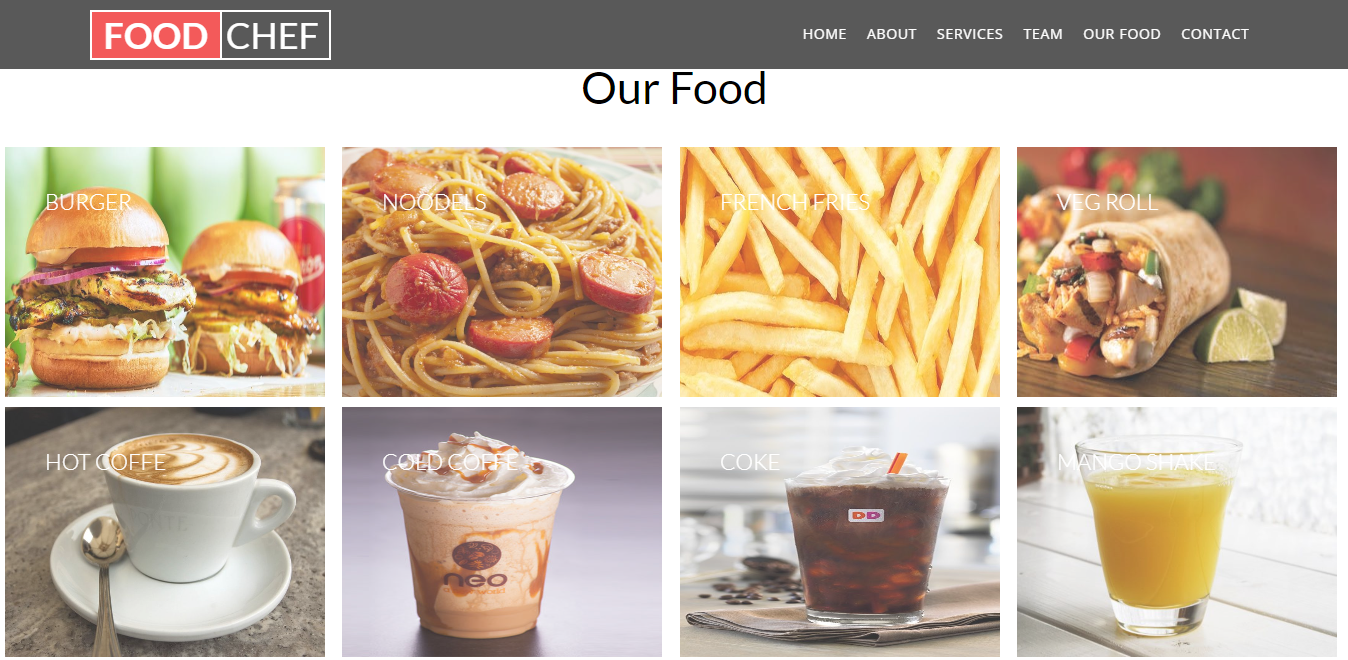 FOOD CHEF
HOME ABOUT SERVICES TEAM OUR FOOD CONTACT
Our Food
BURGER
NOODELS
FRENCH FRIES
VEG ROLL
HOT COFFE
COLD COFFE
neo
COKE
DD
MANGO SHAKE